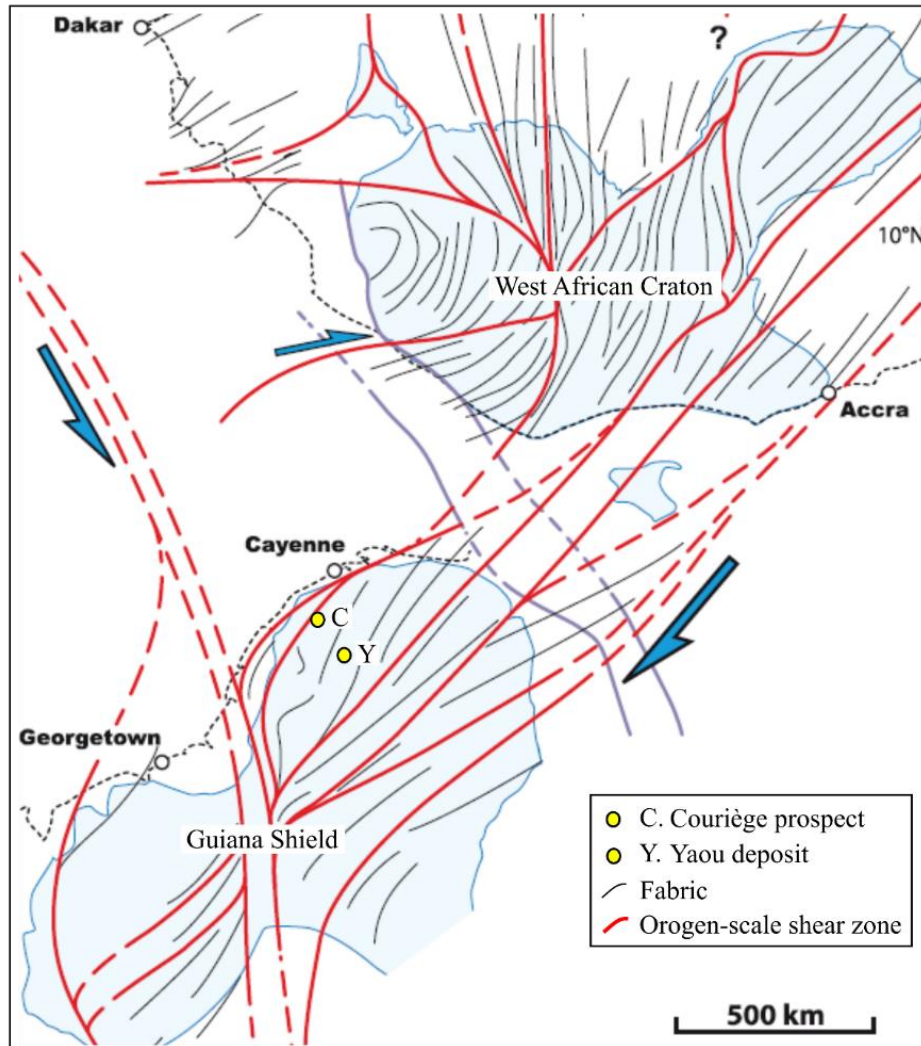 Dakar
?
10°N
West African Craton
Accra
Cayenne
C
Y
Georgetown
Guiana Shield
C. Couriège prospect
Y. Yaou deposit
Fabric
Orogen-scale shear zone
500 km